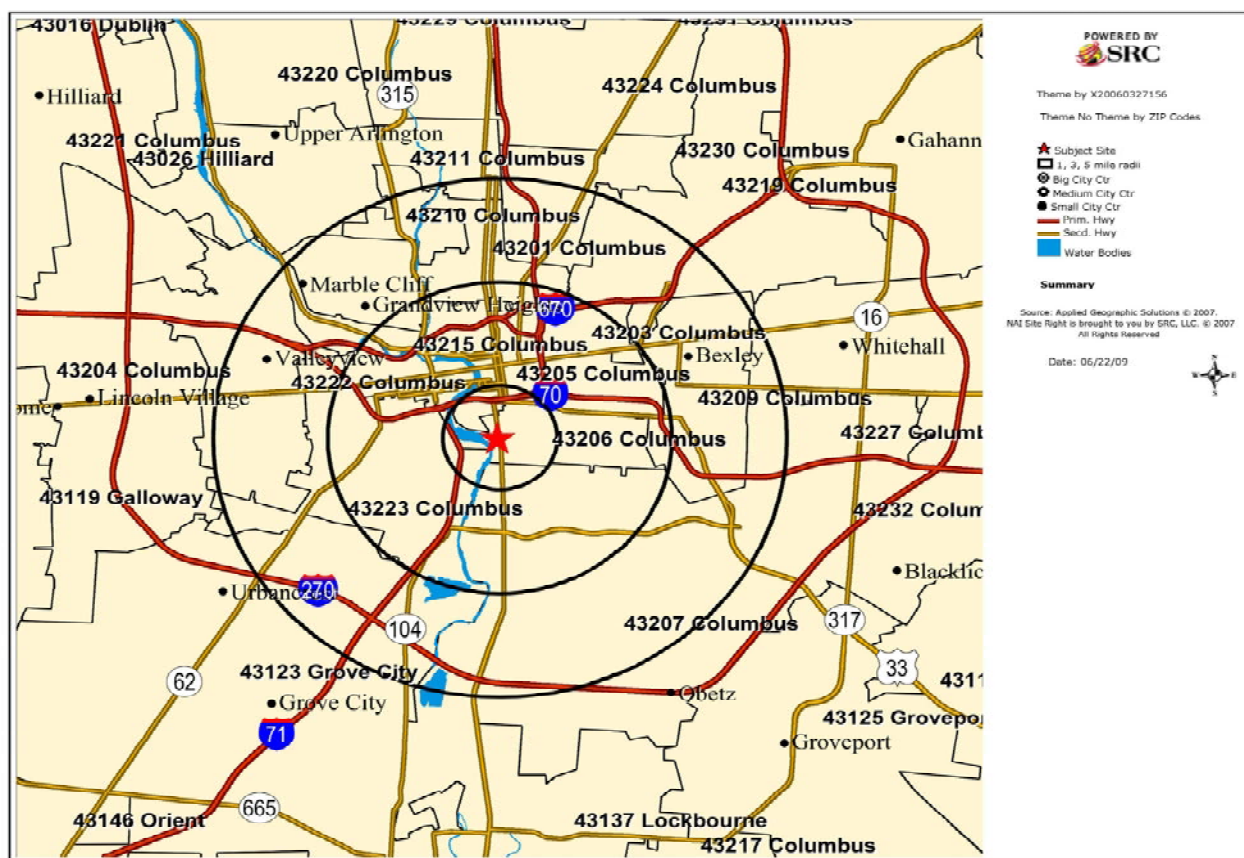 43016 Dublin
43229 Columbus
43231 Columbus
43220 Columbus
315
43224 Columbus
Hilliard
Upper Arlington
43221 Columbus
43026 Hilliard
43211 Columbus
43230 Columbus
Gahann
43219 Columbus
43210 Columbus
43201 Columbus
Marble Cliff
Grandview Heights
670
16
43203 Columbus
43215 Columbus
Bexley
Whitehall
ValleyView
43204 Columbus
43222 Columbus
43205 Columbus
70
Lincoln Village
43209 Columbus
ome
43206 Columbus
43227 Columb
43119 Galloway
43223 Columbus
43232 Colum
Blacklic
270
104
43207 Columbus
317
33
62
43123 Grove City
Grove City
Obetz
4311
43125 Grovepo
71
Groveport
665
43146 Orient
43137 Lockbourne
43217 Columbus
POWERED BY
SRC
Theme by X20060327156
Theme No Theme by ZIP Codes
Subject Site
1, 3, 5 mile radii
Big City Ctr
Medium City Ctr
Small City Ctr
Prim. Hwy
Secd. Hwy
Water Bodies
Summary
Source: Applied Geographic Solutions © 2007.
NAI Site Right is brought to you by SRC, LLC. © 2007
All Rights Reserved
Date: 06/22/09
N
W E
S